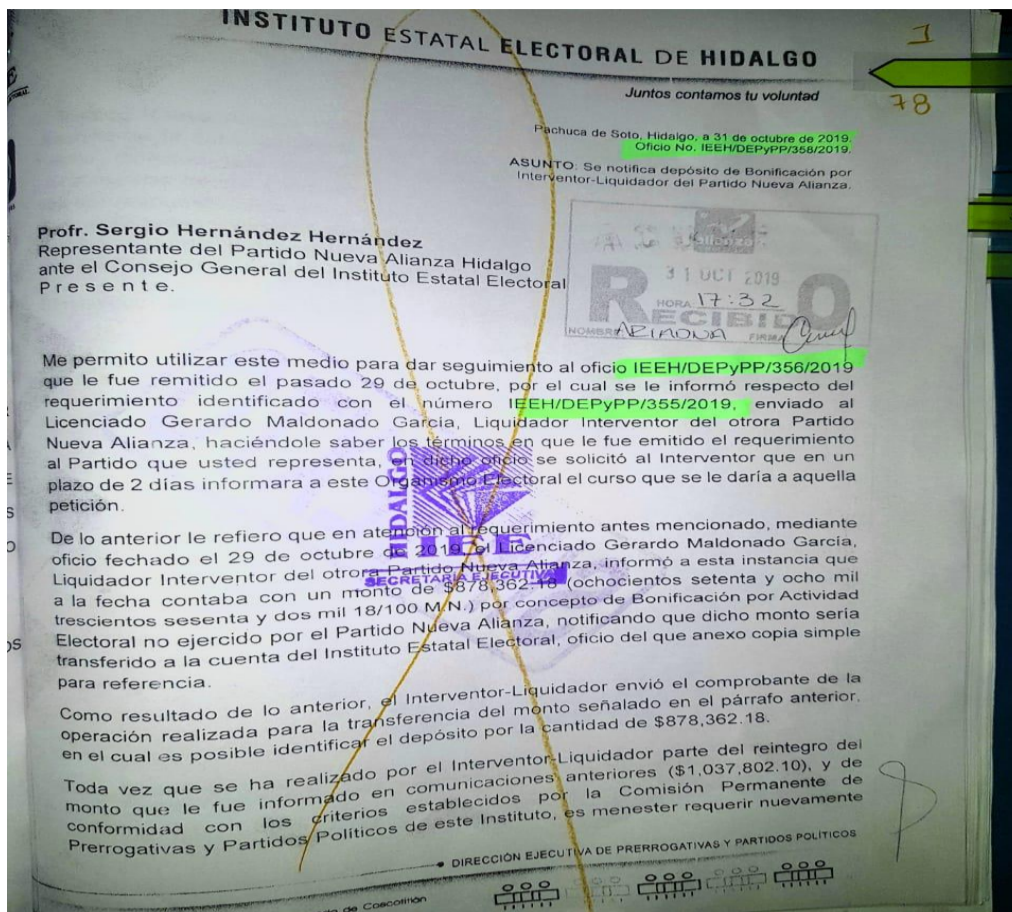 INSTITUTO ESTATAL ELECTORAL DE HIDALGO
1
78
Juntos contamos tu voluntad
Pachuca de Soto, Hidalgo, a 31 de octubre de 2019.
Oficio No. IEEH/DEPyPP/358/2019.
ASUNTO: Se notifica depósito de Bonificación por
Interventor-Liquidador del Partido Nueva Alianza.
Profr. Sergio Hernández Hernández
Representante del Partido Nueva Alianza Hidalgo
ante el Consejo General del Instituto Estatal Electoral
P r e s e n t e.
alianza
31 OCT 2019
HORA 17:32
RECIBIDO
NOMBRE ARIADNA FIRMA
Me permito utilizar este medio para dar seguimiento al oficio IEEH/DEPyPP/356/2019
que le fue remitido el pasado 29 de octubre, por el cual se le informó respecto del
requerimiento identificado con el número IEEH/DEPyPP/355/2019, enviado al
Licenciado Gerardo Maldonado García, Liquidador Interventor del otrora Partido
Nueva Alianza, haciéndole saber los términos en que le fue emitido el requerimiento
al Partido que usted representa, en dicho oficio se solicitó al Interventor que en un
plazo de 2 días informara a este Organismo Electoral el curso que se le daría a aquella
petición.
HIDALGO
IEE
SECRETARÍA EJECUTIVA
De lo anterior le refiero que en atención al requerimiento antes mencionado, mediante
oficio fechado el 29 de octubre de 2019, el Licenciado Gerardo Maldonado García,
Liquidador Interventor del otrora Partido Nueva Alianza, informó a esta instancia que
a la fecha contaba con un monto de $878,362.18 (ochocientos setenta y ocho mil
trescientos sesenta y dos mil 18/100 M.N.) por concepto de Bonificación por Actividad
Electoral no ejercido por el Partido Nueva Alianza, notificando que dicho monto sería
transferido a la cuenta del Instituto Estatal Electoral, oficio del que anexo copia simple
para referencia.
Como resultado de lo anterior, el Interventor-Liquidador envió el comprobante de la
operación realizada para la transferencia del monto señalado en el párrafo anterior,
en el cual es posible identificar el depósito por la cantidad de $878,362.18.
Toda vez que se ha realizado por el Interventor-Liquidador parte del reintegro del
monto que le fue informado en comunicaciones anteriores ($1,037,802.10), y de
conformidad con los criterios establecidos por la Comisión Permanente de
Prerrogativas y Partidos Políticos de este Instituto, es menester requerir nuevamente
DIRECCIÓN EJECUTIVA DE PRERROGATIVAS Y PARTIDOS POLÍTICOS
de Coscotitlán